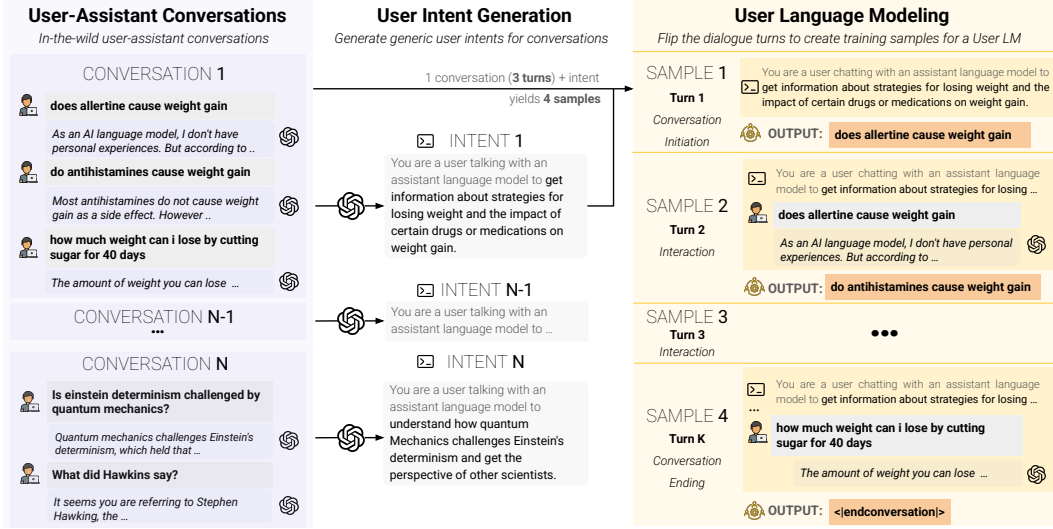 User-Assistant Conversations
In-the-wild user-assistant conversations
CONVERSATION 1
does allertine cause weight gain
As an AI language model, I don't have
personal experiences. But according to ..
do antihistamines cause weight gain
Most antihistamines do not cause weight
gain as a side effect. However ..
how much weight can i lose by cutting
sugar for 40 days
The amount of weight you can lose ...
CONVERSATION N-1
...
CONVERSATION N
Is einstein determinism challenged by
quantum mechanics?
Quantum mechanics challenges Einstein's
determinism, which held that ...
What did Hawkins say?
It seems you are referring to Stephen
Hawking, the ...
User Intent Generation
Generate generic user intents for conversations
1 conversation (3 turns) + intent
yields 4 samples
INTENT 1
You are a user talking with an
assistant language model to get
information about strategies for
losing weight and the impact of
certain drugs or medications on
weight gain.
INTENT N-1
You are a user talking with an
assistant language model to ...
INTENT N
You are a user talking with an
assistant language model to
understand how quantum
Mechanics challenges Einstein's
determinism and get the
perspective of other scientists.
User Language Modeling
Flip the dialogue turns to create training samples for a User LM
SAMPLE 1
Turn 1
Conversation
Initiation
You are a user chatting with an assistant language model to
get information about strategies for losing weight and the
impact of certain drugs or medications on weight gain.
OUTPUT: does allertine cause weight gain
SAMPLE 2
Turn 2
Interaction
You are a user chatting with an assistant language
model to get information about strategies for losing ...
does allertine cause weight gain
As an AI language model, I don't have personal
experiences. But according to ...
OUTPUT: do antihistamines cause weight gain
SAMPLE 3
Turn 3
Interaction
...
SAMPLE 4
Turn K
Conversation
Ending
You are a user chatting with an assistant language
model to get information about strategies for losing ...
...
how much weight can i lose by cutting
sugar for 40 days
The amount of weight you can lose ...
OUTPUT: <|endconversation|>